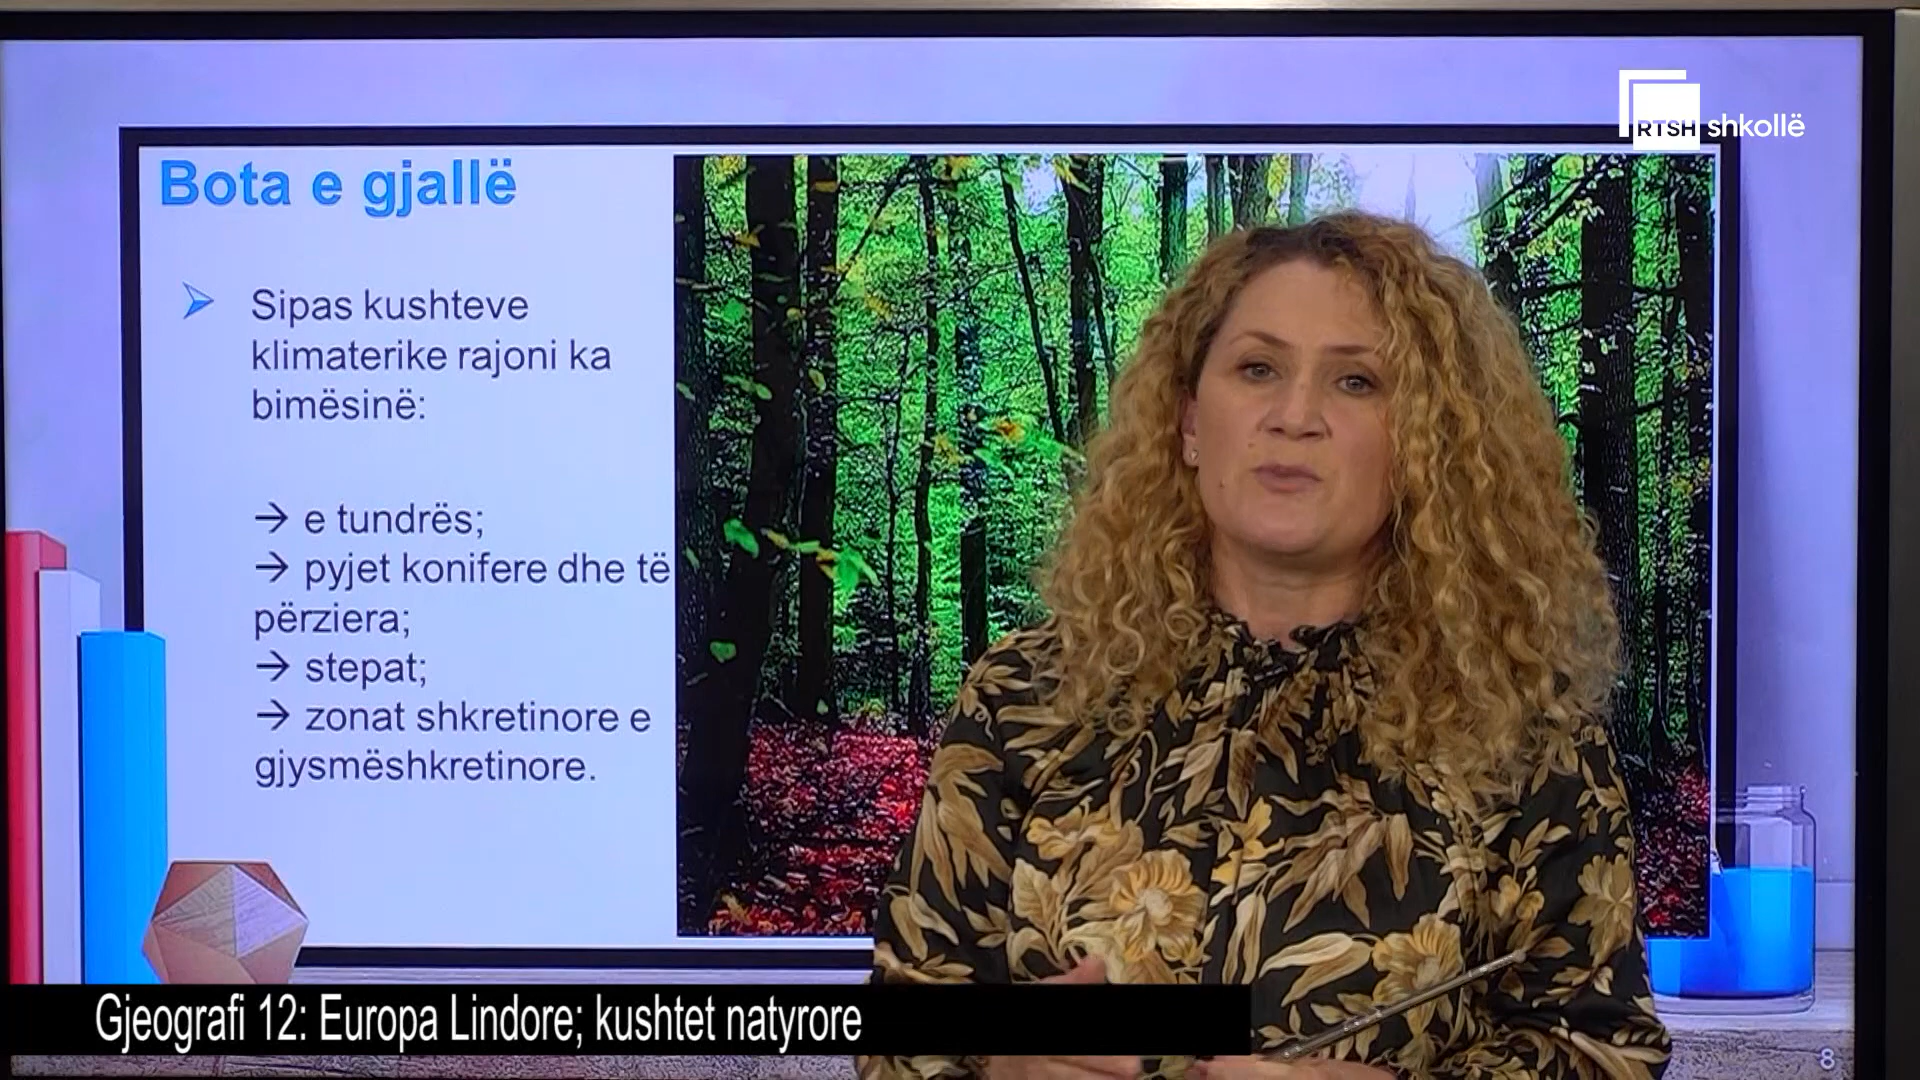 RTSH shkollë
Bota e gjallë
Sipas kushteve
klimaterike rajoni ka
bimësinë:
→ e tundrës;
→ pyjet konifere dhe të
përziera;
→ stepat;
→ zonat shkretinore e
gjysmëshkretinore.
Gjeografi 12: Europa Lindore; kushtet natyrore
8